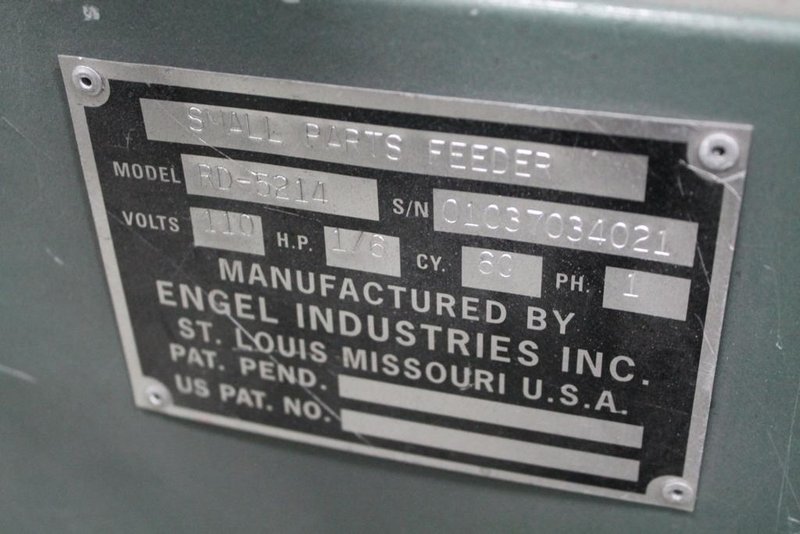 SMALL PARTS FEEDER
MODEL RD-5214 S/N 01037034021
VOLTS 110 H.P. 1/6 CY. 60 PH. 1
MANUFACTURED BY
ENGEL INDUSTRIES INC.
ST. LOUIS MISSOURI U.S.A.
PAT. PEND.
US PAT. NO.